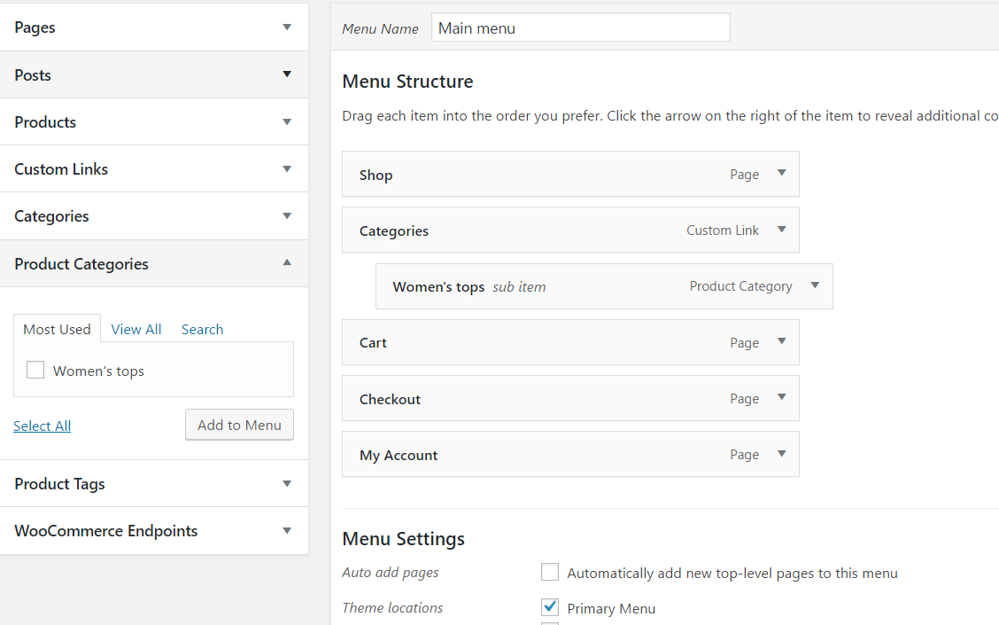 Pages
Posts
Products
Custom Links
Categories
Product Categories
Most Used View All Search
Women's tops
Select All Add to Menu
Product Tags
WooCommerce Endpoints
Menu Name Main menu
Menu Structure
Drag each item into the order you prefer. Click the arrow on the right of the item to reveal additional co
Shop Page
Categories Custom Link
Women's tops sub item Product Category
Cart Page
Checkout Page
My Account Page
Menu Settings
Auto add pages Automatically add new top-level pages to this menu
Theme locations Primary Menu